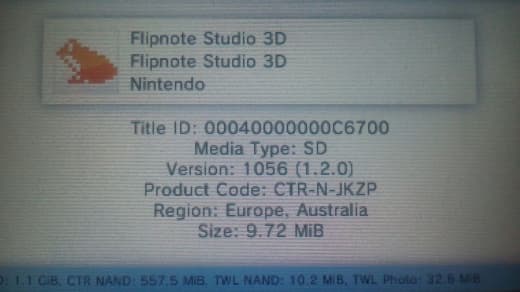 Flipnote Studio 3D
Flipnote Studio 3D
Nintendo
Title ID: 00040000000C6700
Media Type: SD
Version: 1056 (1.2.0)
Product Code: CTR-N-JKZP
Region: Europe, Australia
Size: 9.72 MiB
: 1.1 GiB, CTR NAND: 557.5 MiB, TWL NAND: 10.2 MiB, TWL Photo: 32.6 MiB